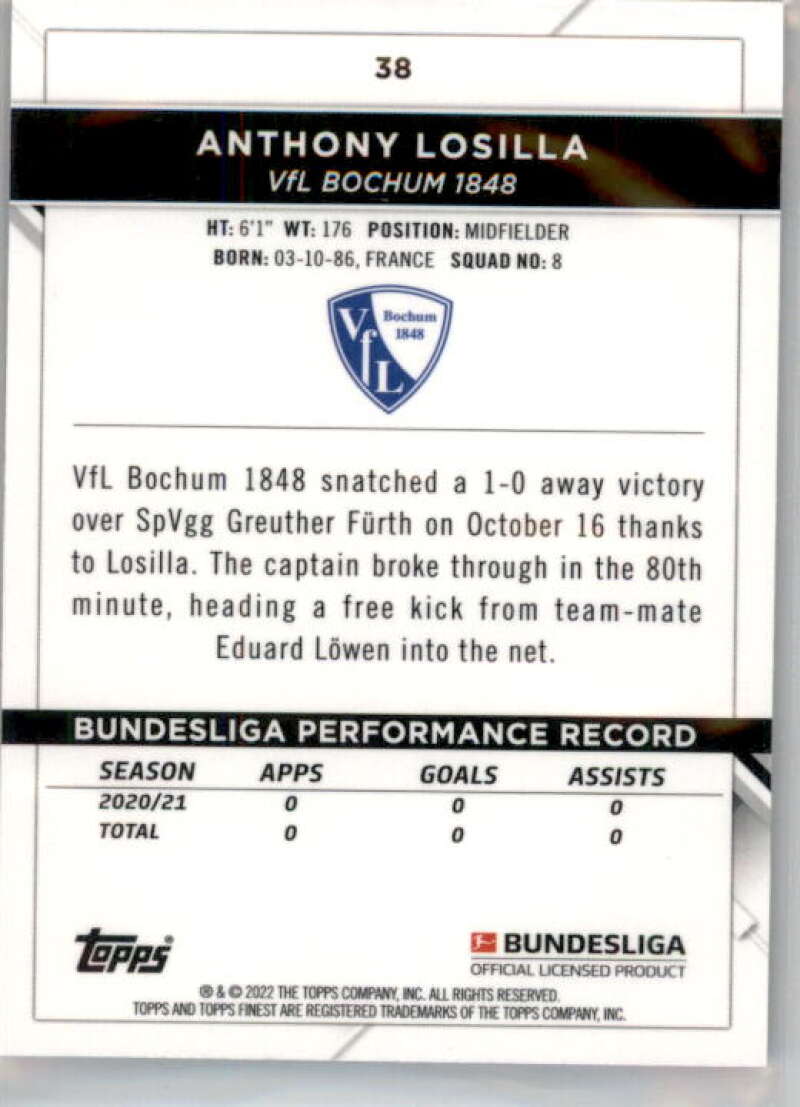 38
ANTHONY LOSILLA
VfL BOCHUM 1848
HT: 6'1" WT: 176 POSITION: MIDFIELDER
BORN: 03-10-86, FRANCE SQUAD NO: 8
VfL Bochum 1848
VfL Bochum 1848 snatched a 1-0 away victory
over SpVgg Greuther Fürth on October 16 thanks
to Losilla. The captain broke through in the 80th
minute, heading a free kick from team-mate
Eduard Löwen into the net.
BUNDESLIGA PERFORMANCE RECORD
SEASON APPS GOALS ASSISTS
2020/21 0 0 0
TOTAL 0 0 0
Topps®
BUNDESLIGA
OFFICIAL LICENSED PRODUCT
® & © 2022 THE TOPPS COMPANY, INC. ALL RIGHTS RESERVED.
TOPPS AND TOPPS FINEST ARE REGISTERED TRADEMARKS OF THE TOPPS COMPANY, INC.